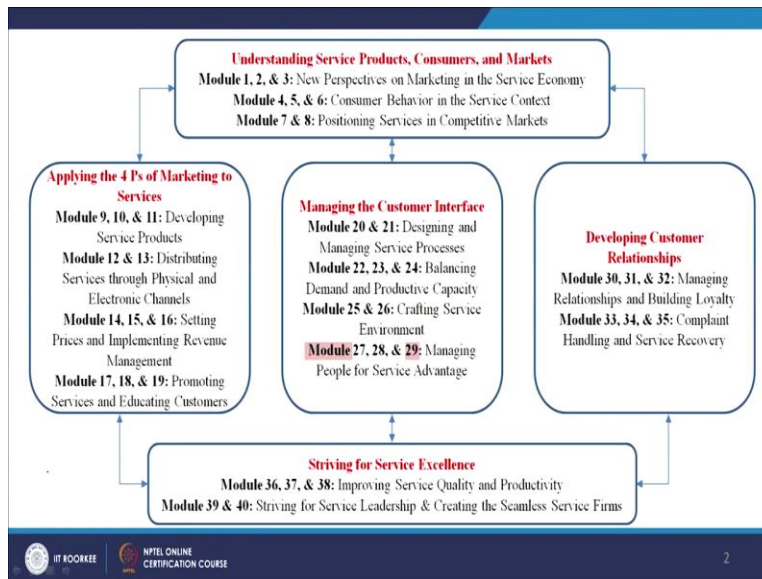 Understanding Service Products, Consumers, and Markets
Module 1, 2, & 3: New Perspectives on Marketing in the Service Economy
Module 4, 5, & 6: Consumer Behavior in the Service Context
Module 7 & 8: Positioning Services in Competitive Markets
Applying the 4 Ps of Marketing to
Services
Module 9, 10, & 11: Developing
Service Products
Module 12 & 13: Distributing
Services through Physical and
Electronic Channels
Module 14, 15, & 16: Setting
Prices and Implementing Revenue
Management
Module 17, 18, & 19: Promoting
Services and Educating Customers
Managing the Customer Interface
Module 20 & 21: Designing and
Managing Service Processes
Module 22, 23, & 24: Balancing
Demand and Productive Capacity
Module 25 & 26: Crafting Service
Environment
Module 27, 28, & 29: Managing
People for Service Advantage
Developing Customer
Relationships
Module 30, 31, & 32: Managing
Relationships and Building Loyalty
Module 33, 34, & 35: Complaint
Handling and Service Recovery
Striving for Service Excellence
Module 36, 37, & 38: Improving Service Quality and Productivity
Module 39 & 40: Striving for Service Leadership & Creating the Seamless Service Firms
IIT ROORKEE
NPTEL ONLINE
CERTIFICATION COURSE
2